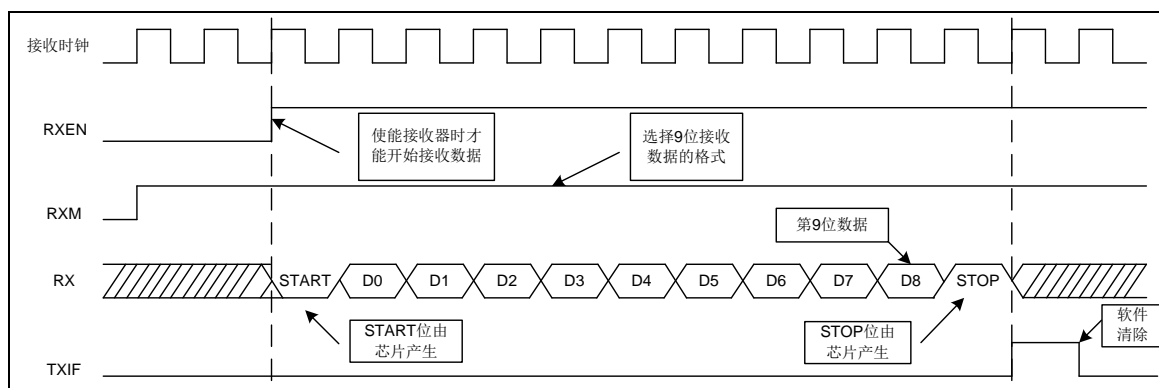 接收时钟
RXEN
使能接收器时才
能开始接收数据
选择9位接收
数据的格式
RXM
第9位数据
RX
START
D0
D1
D2
D3
D4
D5
D6
D7
D8
STOP
START位由
芯片产生
STOP位由
芯片产生
软件
清除
TXIF